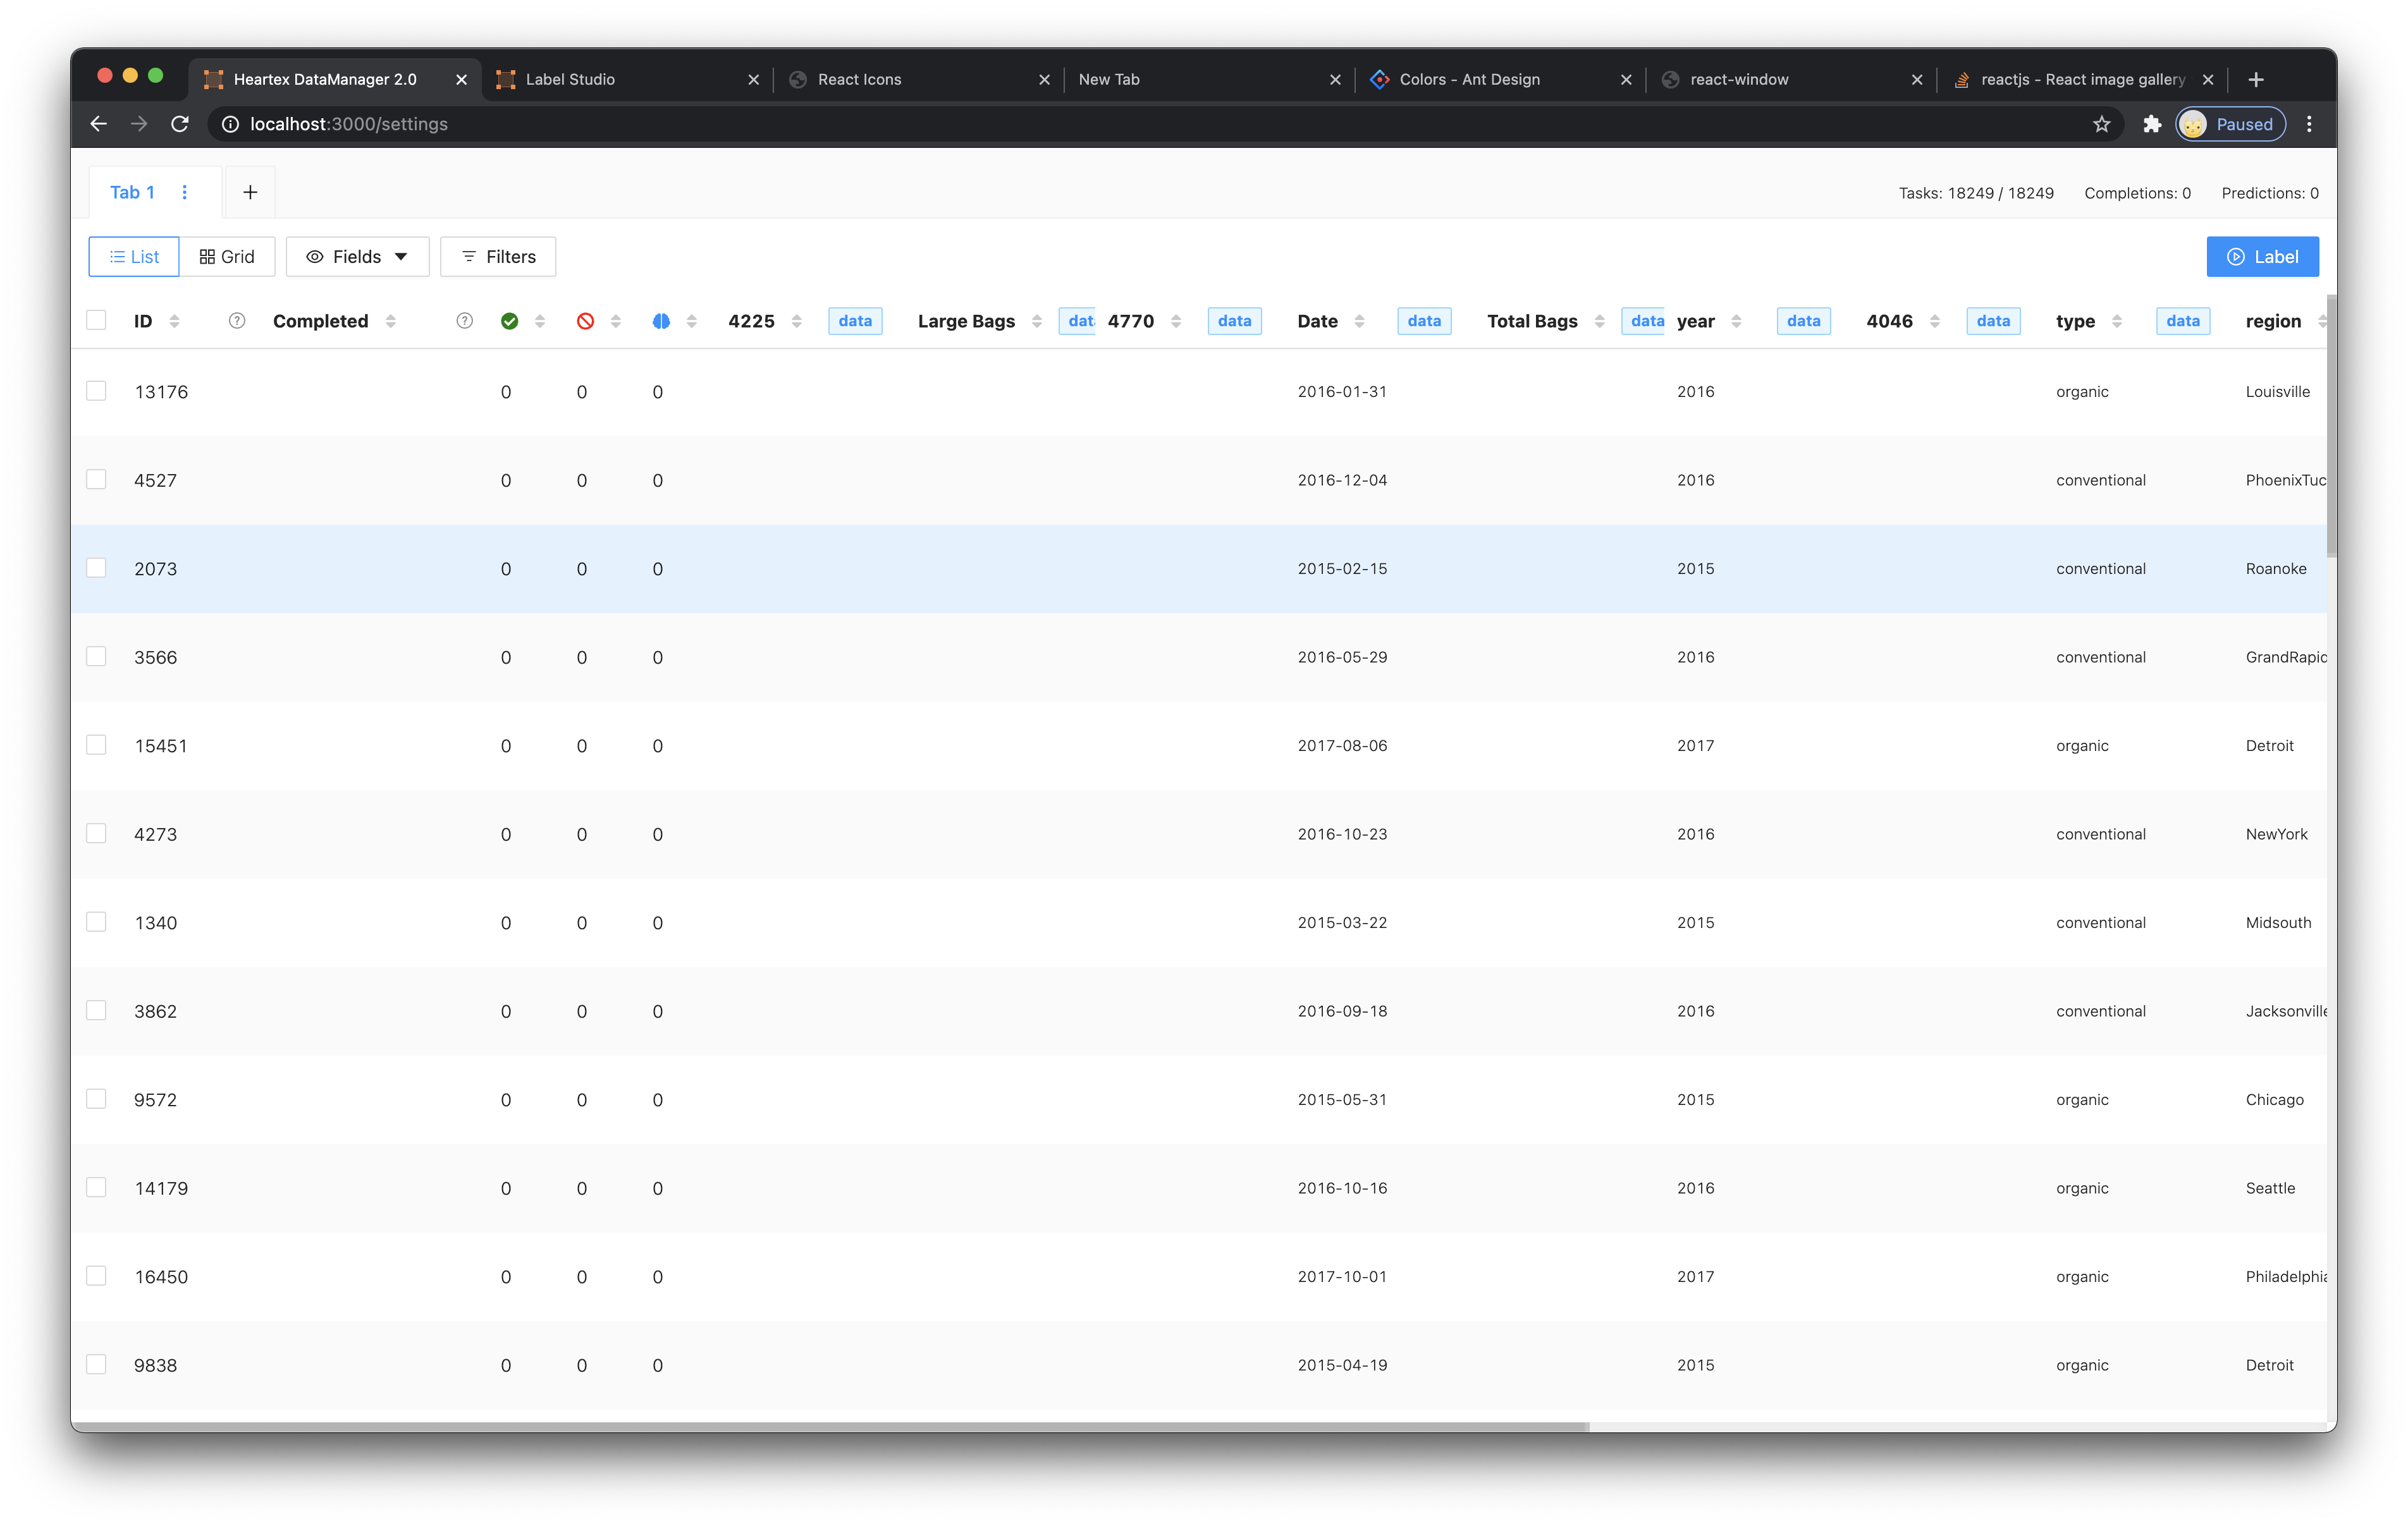 Heartex DataManager 2.0 Label Studio React Icons New Tab Colors - Ant Design react-window reactjs - React image gallery
localhost:3000/settings Paused
Tab 1 Tasks: 18249 / 18249 Completions: 0 Predictions: 0
List Grid Fields Filters Label
ID Completed 4225 data Large Bags data 4770 data Date data Total Bags data year data 4046 data type data region
13176 0 0 0 2016-01-31 2016 organic Louisville
4527 0 0 0 2016-12-04 2016 conventional PhoenixTuc
2073 0 0 0 2015-02-15 2015 conventional Roanoke
3566 0 0 0 2016-05-29 2016 conventional GrandRapid
15451 0 0 0 2017-08-06 2017 organic Detroit
4273 0 0 0 2016-10-23 2016 conventional NewYork
1340 0 0 0 2015-03-22 2015 conventional Midsouth
3862 0 0 0 2016-09-18 2016 conventional Jacksonville
9572 0 0 0 2015-05-31 2015 organic Chicago
14179 0 0 0 2016-10-16 2016 organic Seattle
16450 0 0 0 2017-10-01 2017 organic Philadelphia
9838 0 0 0 2015-04-19 2015 organic Detroit